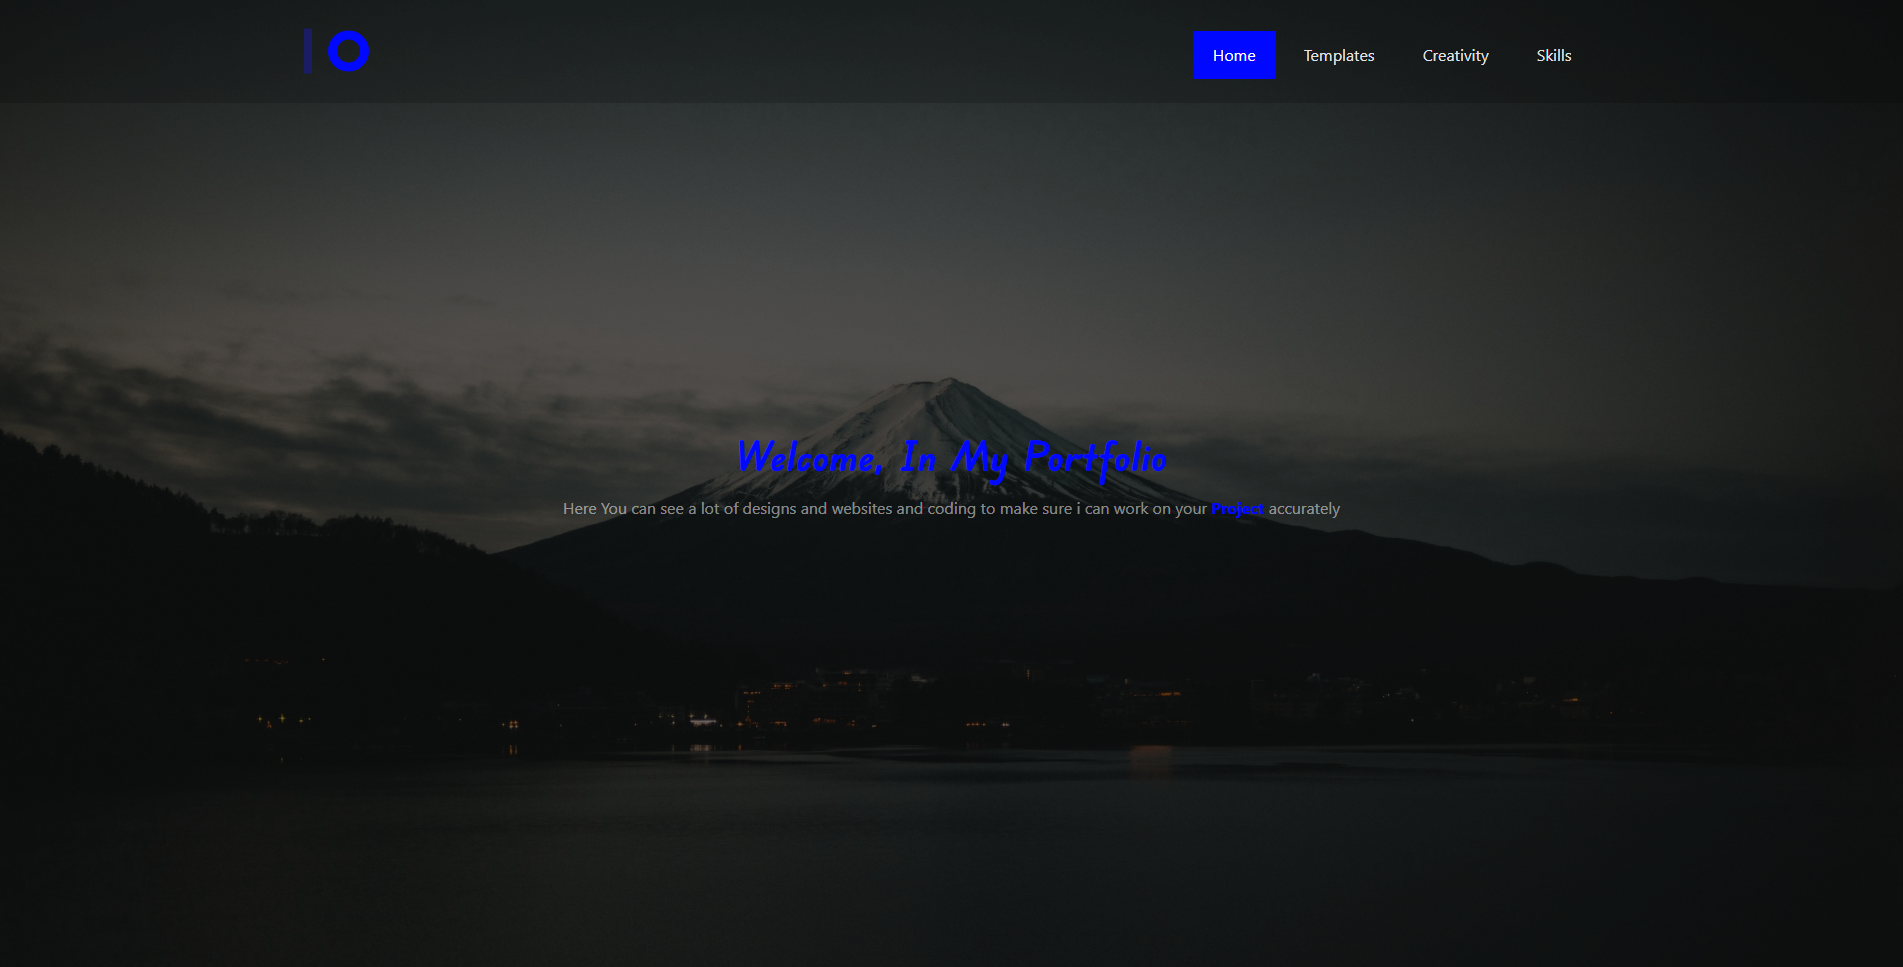 Home Templates Creativity Skills
Welcome, In My Portfolio
Here You can see a lot of designs and websites and coding to make sure i can work on your Project accurately